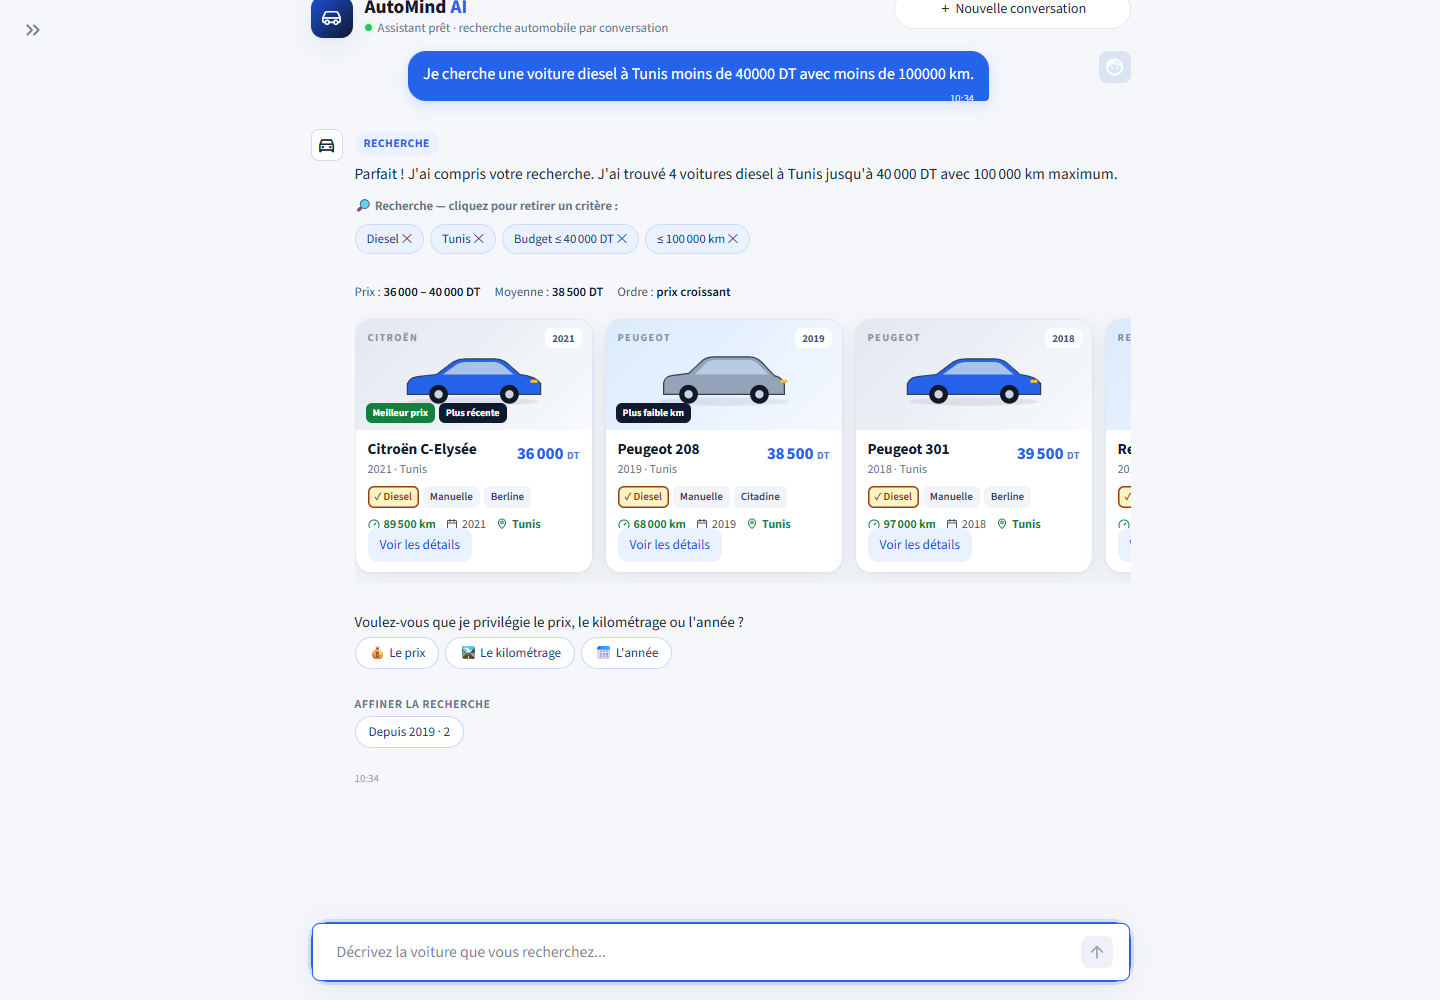 AutoMind AI
Assistant prêt · recherche automobile par conversation
+ Nouvelle conversation
Je cherche une voiture diesel à Tunis moins de 40000 DT avec moins de 100000 km.
10:34
RECHERCHE
Parfait ! J'ai compris votre recherche. J'ai trouvé 4 voitures diesel à Tunis jusqu'à 40 000 DT avec 100 000 km maximum.
Recherche — cliquez pour retirer un critère :
Diesel
Tunis
Budget ≤ 40 000 DT
≤ 100 000 km
Prix : 36 000 – 40 000 DT Moyenne : 38 500 DT Ordre : prix croissant
CITROËN
2021
Meilleur prix
Plus récente
Citroën C-Elysée
36 000 DT
2021 · Tunis
✓ Diesel
Manuelle
Berline
89 500 km
2021
Tunis
Voir les détails
PEUGEOT
2019
Plus faible km
Peugeot 208
38 500 DT
2019 · Tunis
✓ Diesel
Manuelle
Citadine
68 000 km
2019
Tunis
Voir les détails
PEUGEOT
2018
Peugeot 301
39 500 DT
2018 · Tunis
✓ Diesel
Manuelle
Berline
97 000 km
2018
Tunis
Voir les détails
Voulez-vous que je privilégie le prix, le kilométrage ou l'année ?
Le prix
Le kilométrage
L'année
AFFINER LA RECHERCHE
Depuis 2019 · 2
10:34
Décrivez la voiture que vous recherchez...